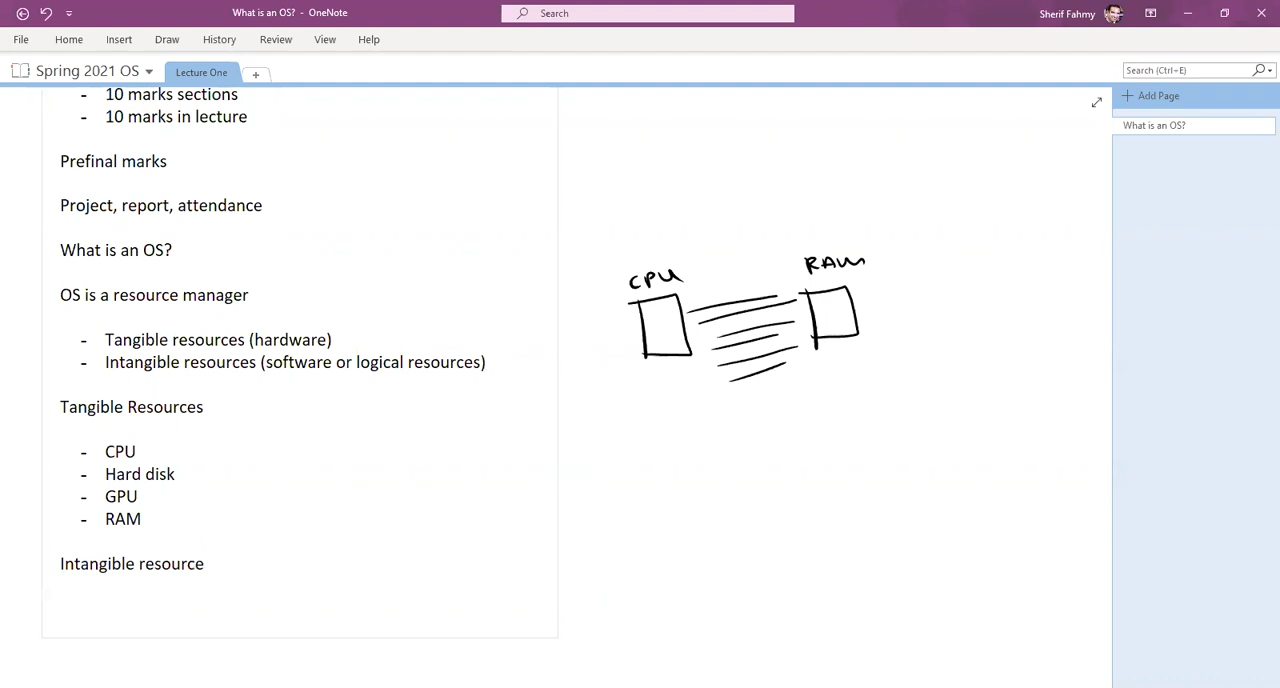 What is an OS? - OneNote
Search
Sherif Fahmy
File Home Insert Draw History Review View Help
Spring 2021 OS
Lecture One
+
Search (Ctrl+E)
Add Page
What is an OS?
- 10 marks sections
- 10 marks in lecture
Prefinal marks
Project, report, attendance
What is an OS?
OS is a resource manager
- Tangible resources (hardware)
- Intangible resources (software or logical resources)
Tangible Resources
- CPU
- Hard disk
- GPU
- RAM
Intangible resource
CPU
RAM